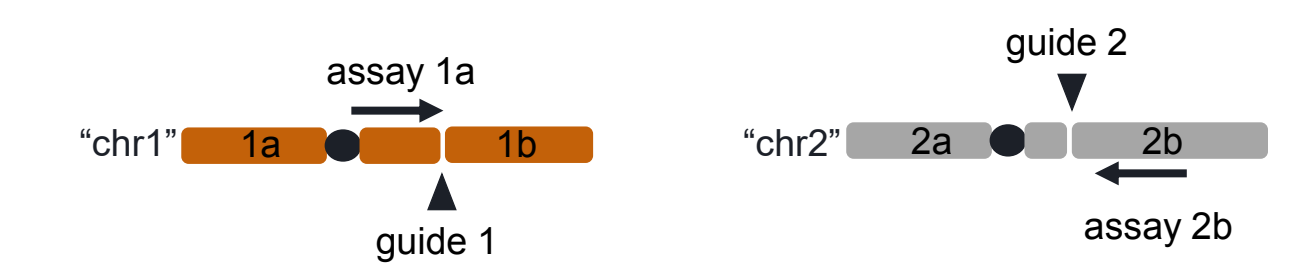 assay 1a
“chr1” 1a 1b
guide 1
guide 2
“chr2” 2a 2b
assay 2b